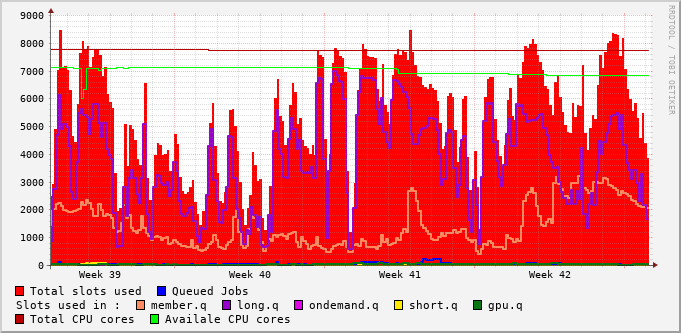 9000
8000
7000
6000
5000
4000
3000
2000
1000
0
Week 39 Week 40 Week 41 Week 42
Total slots used Queued Jobs
Slots used in : member.q long.q ondemand.q short.q gpu.q
Total CPU cores Availale CPU cores
RRDTOOL / TOBI OETIKER